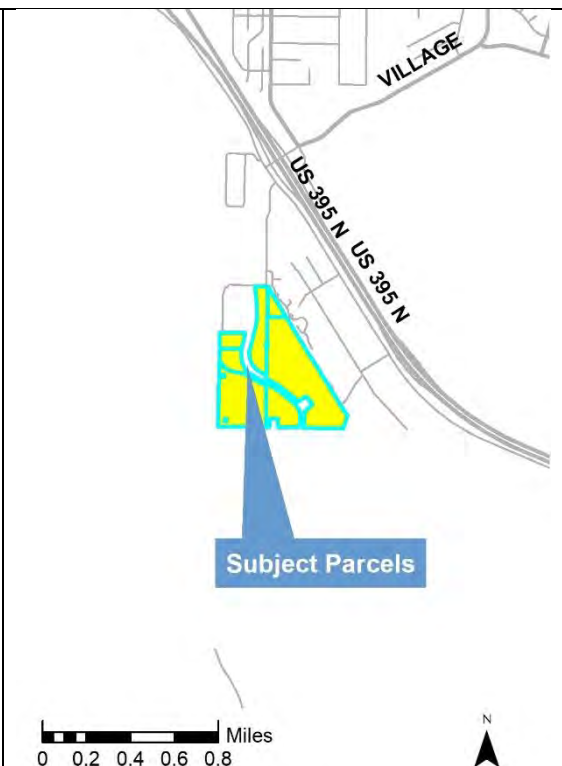 VILLAGE
US 395 N
US 395 N
Subject Parcels
Miles
0 0.2 0.4 0.6 0.8
N